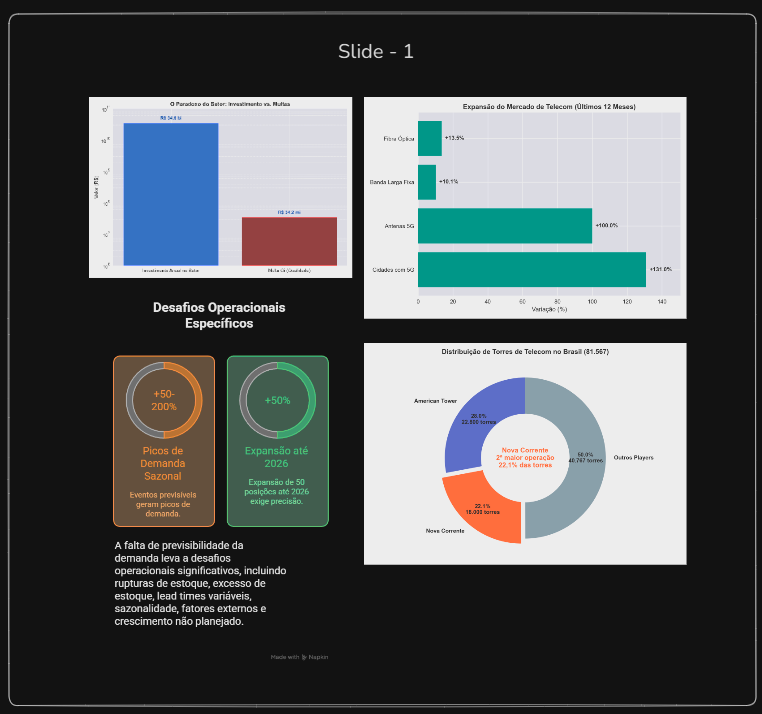 Slide - 1
O Paradoxo do Setor: Investimento vs. Multas
Valor (R$)
R$ 34.2 mi
Investimento Anual no Setor
Expansão do Mercado de Telecom (Últimos 12 Meses)
Fibra Óptica
+13.5%
Banda Larga Fixa
+10.1%
Antenas 5G
+100.0%
Cidades com 5G
+131.0%
0
20
40
60
80
100
120
140
Variação (%)
Desafios Operacionais
Específicos
+50-
200%
Picos de
Demanda
Sazonal
Eventos previsíveis
geram picos de
demanda.
+50%
Expansão até
2026
Expansão de 50
posições até 2026
exige precisão.
A falta de previsibilidade da
demanda leva a desafios
operacionais significativos, incluindo
rupturas de estoque, excesso de
estoque, lead times variáveis,
sazonalidade, fatores externos e
crescimento não planejado.
Made with Napkin
Distribuição de Torres de Telecom no Brasil (81.567)
American Tower
28.0%
22.800 torres
Nova Corrente
2ª maior operação
22,1% das torres
50.0%
40.767 torres
Outros Players
22.1%
18.000 torres
Nova Corrente